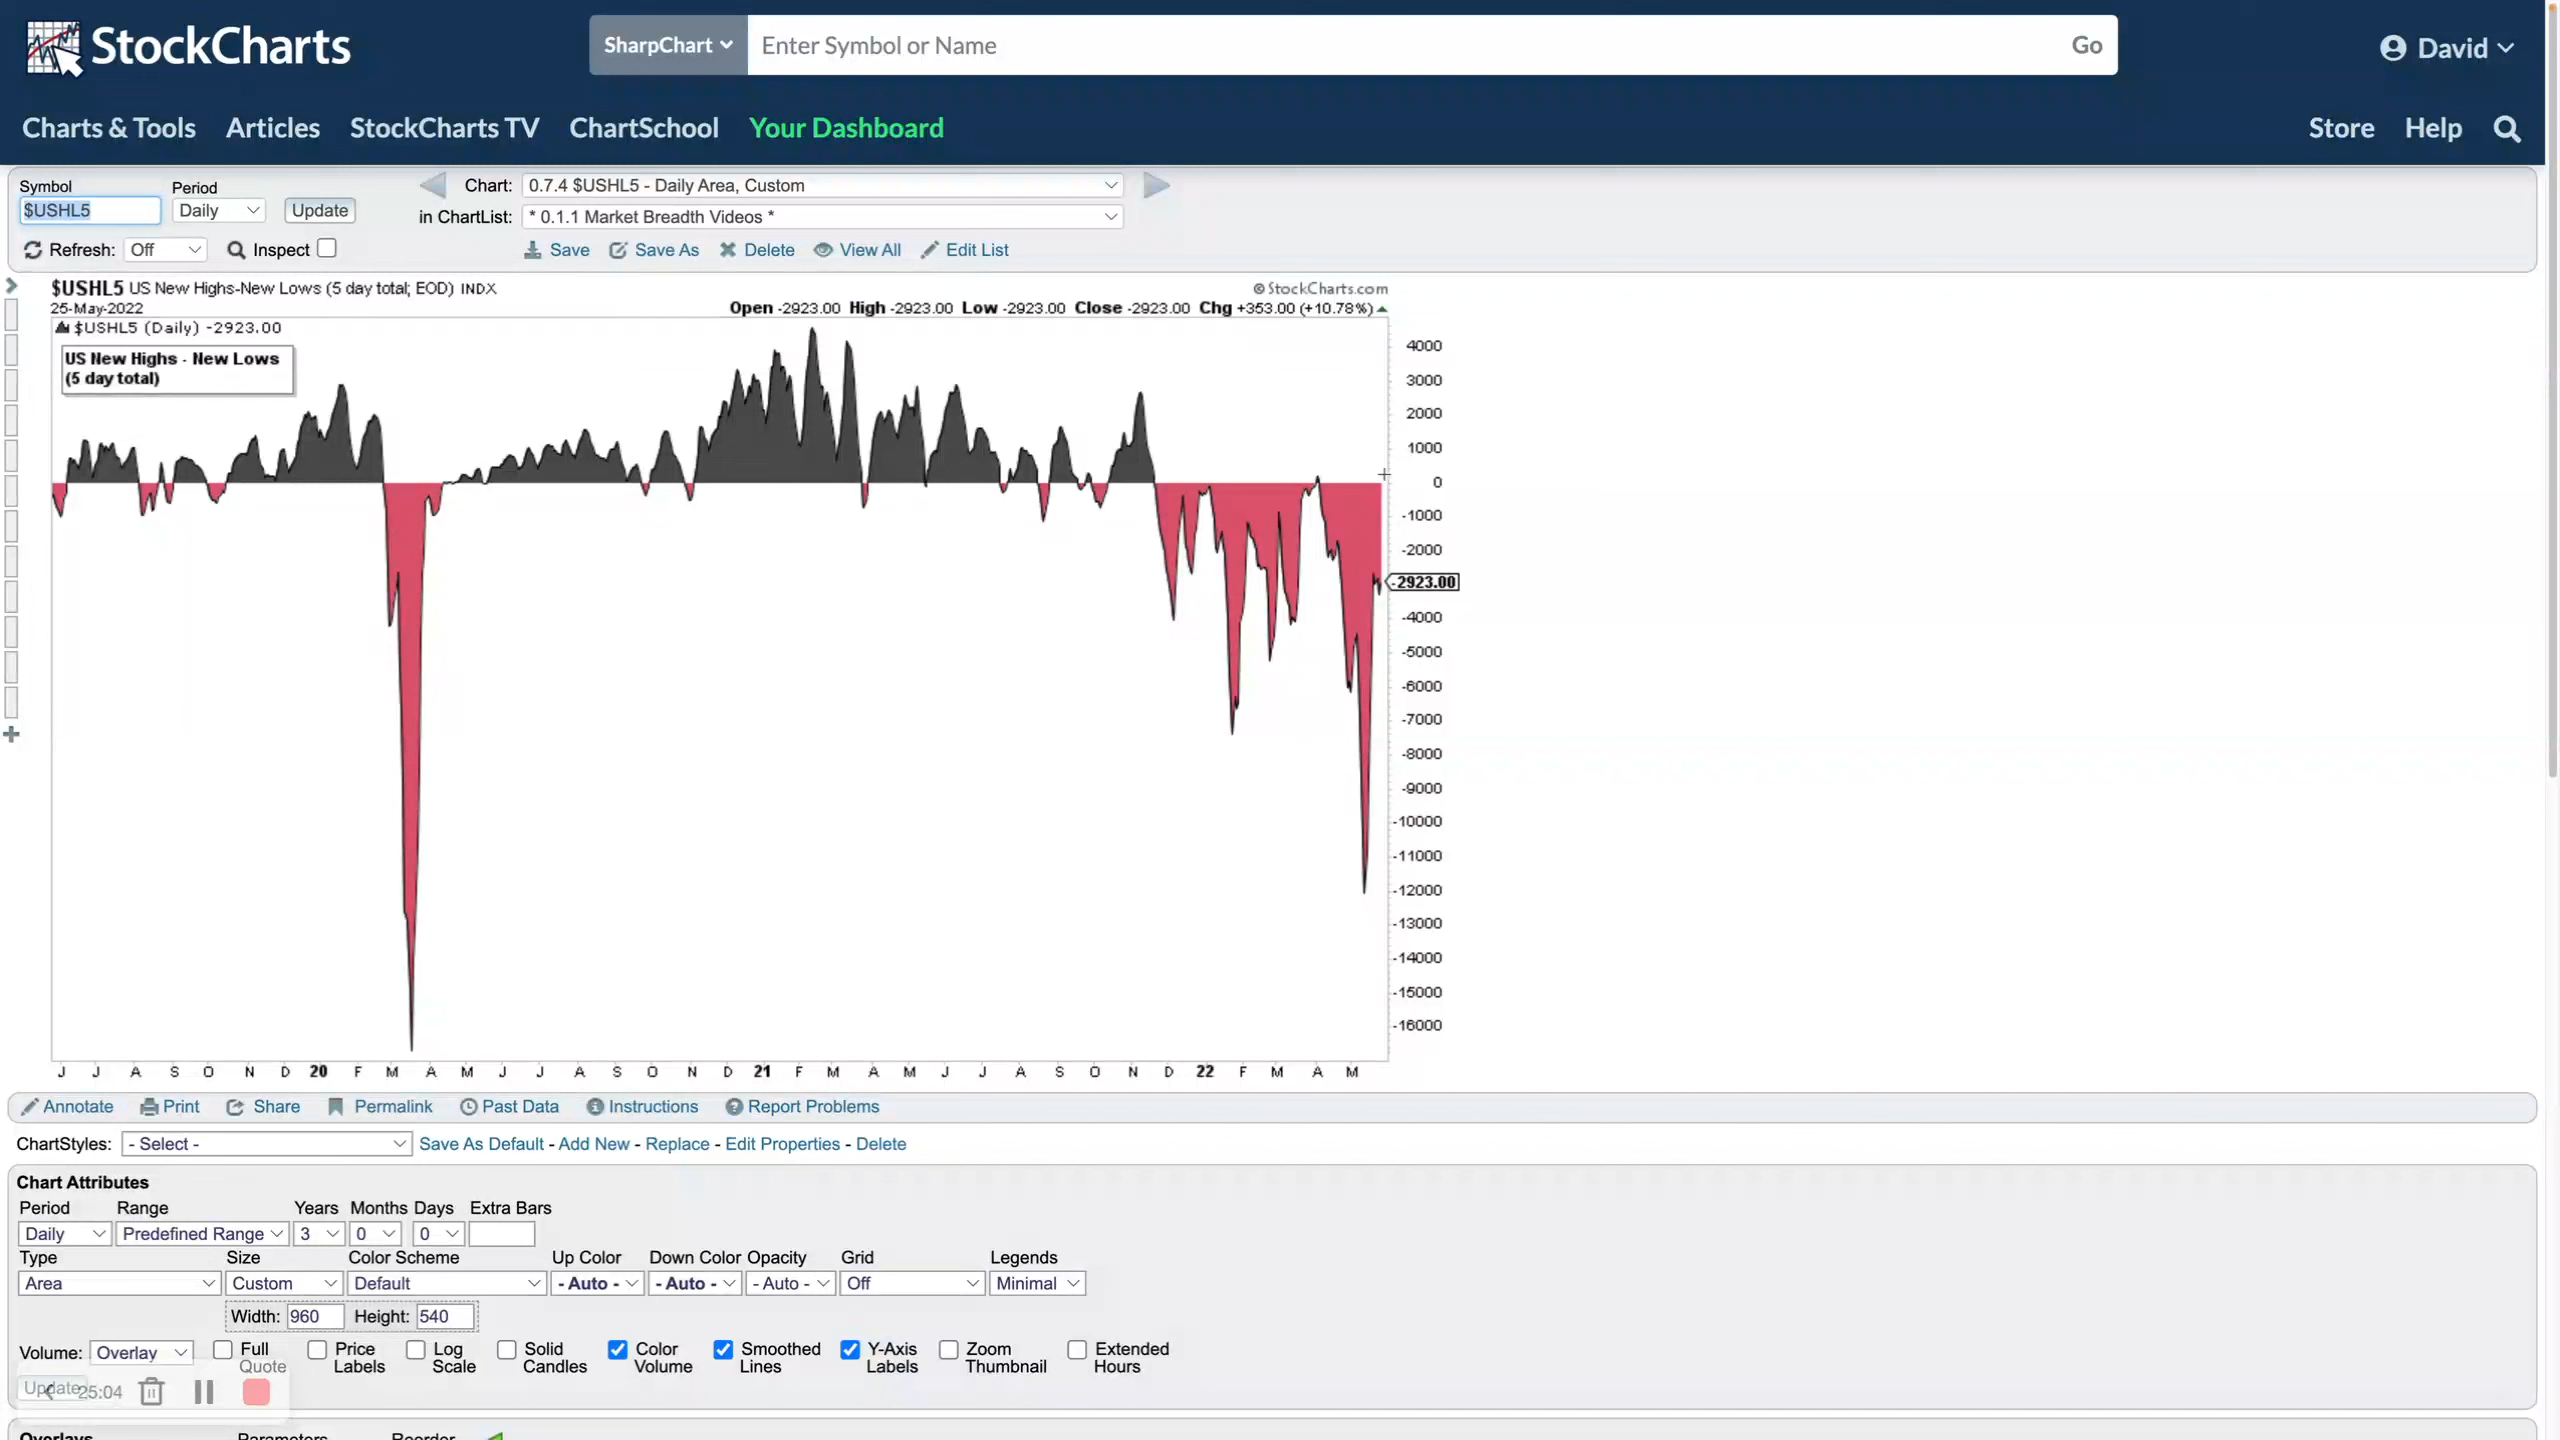 StockCharts
SharpChart
Enter Symbol or Name
Go
David
Charts & Tools
Articles
StockCharts TV
ChartSchool
Your Dashboard
Store
Help
Symbol
Period
Chart:
0.7.4 $USHL5 - Daily Area, Custom
$USHL5
Daily
Update
in ChartList:
* 0.1.1 Market Breadth Videos *
Refresh:
Off
Inspect
Save
Save As
Delete
View All
Edit List
$USHL5 US New Highs-New Lows (5 day total; EOD) INDX
© StockCharts.com
25-May-2022
Open -2923.00 High -2923.00 Low -2923.00 Close -2923.00 Chg +353.00 (+10.78%)
$USHL5 (Daily) -2923.00
US New Highs - New Lows
(5 day total)
4000
3000
2000
1000
0
-1000
-2000
-2923.00
-4000
-5000
-6000
-7000
-8000
-9000
-10000
-11000
-12000
-13000
-14000
-15000
-16000
J J A S O N D 20 F M A M J J A S O N D 21 F M A M J J A S O N D 22 F M A M
Annotate
Print
Share
Permalink
Past Data
Instructions
Report Problems
ChartStyles:
- Select -
Save As Default - Add New - Replace - Edit Properties - Delete
Chart Attributes
Period Range Years Months Days Extra Bars
Daily Predefined Range 3 0 0
Type Size Color Scheme Up Color Down Color Opacity Grid Legends
Area Custom Default - Auto - - Auto - - Auto - Off Minimal
Width: 960 Height: 540
Volume: Overlay
Full
Quote
Price
Labels
Log
Scale
Solid
Candles
Color
Volume
Smoothed
Lines
Y-Axis
Labels
Zoom
Thumbnail
Extended
Hours
Update
25:04
Overlays Parameters Reorder